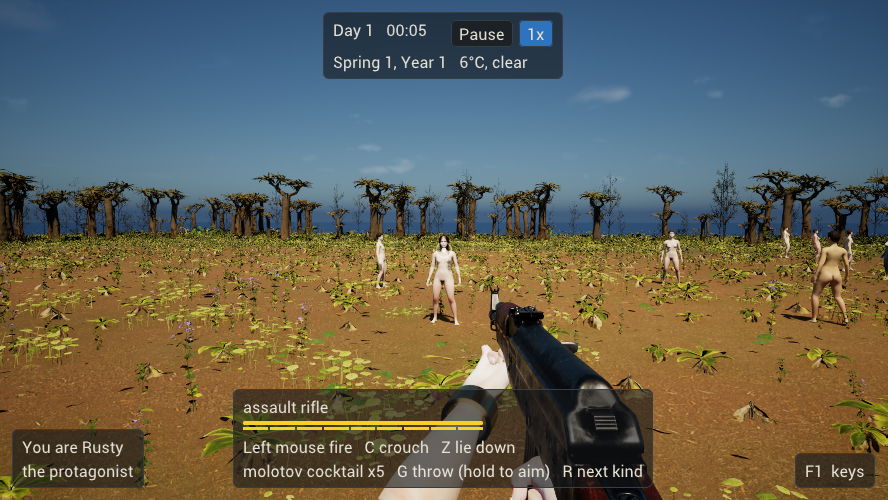 Day 1 00:05 Pause 1x
Spring 1, Year 1 6°C, clear
assault rifle
Left mouse fire C crouch Z lie down
molotov cocktail x5 G throw (hold to aim) R next kind
You are Rusty
the protagonist
F1 keys